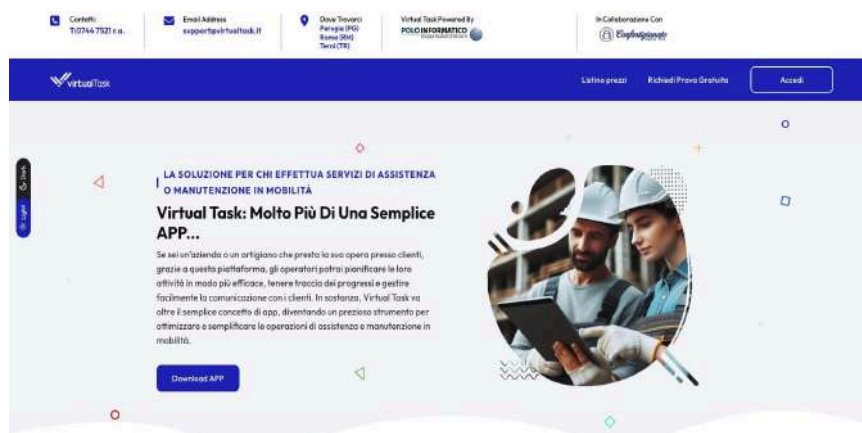 Contatti:
T:0744 7521 r.a.
Email Address
support@virtualtask.it
Dove Trovarci
Perugia (PG)
Roma (RM)
Terni (TR)
Virtual Task Powered By
POLO INFORMATICO
In Collaborazione Con
Confartigianato
virtualTask
Listino prezzi
Richiedi Prova Gratuita
Accedi
Dark
Light
LA SOLUZIONE PER CHI EFFETTUA SERVIZI DI ASSISTENZA
O MANUTENZIONE IN MOBILITÀ
Virtual Task: Molto Più Di Una Semplice
APP...
Se sei un'azienda o un artigiano che presta la sua opera presso clienti,
grazie a questa piattaforma, gli operatori potrai pianificare le loro
attività in modo più efficace, tenere traccia dei progressi e gestire
facilmente la comunicazione con i clienti. In sostanza, Virtual Task va
oltre il semplice concetto di app, diventando un prezioso strumento per
ottimizzare e semplificare le operazioni di assistenza e manutenzione in
mobilità.
Download APP